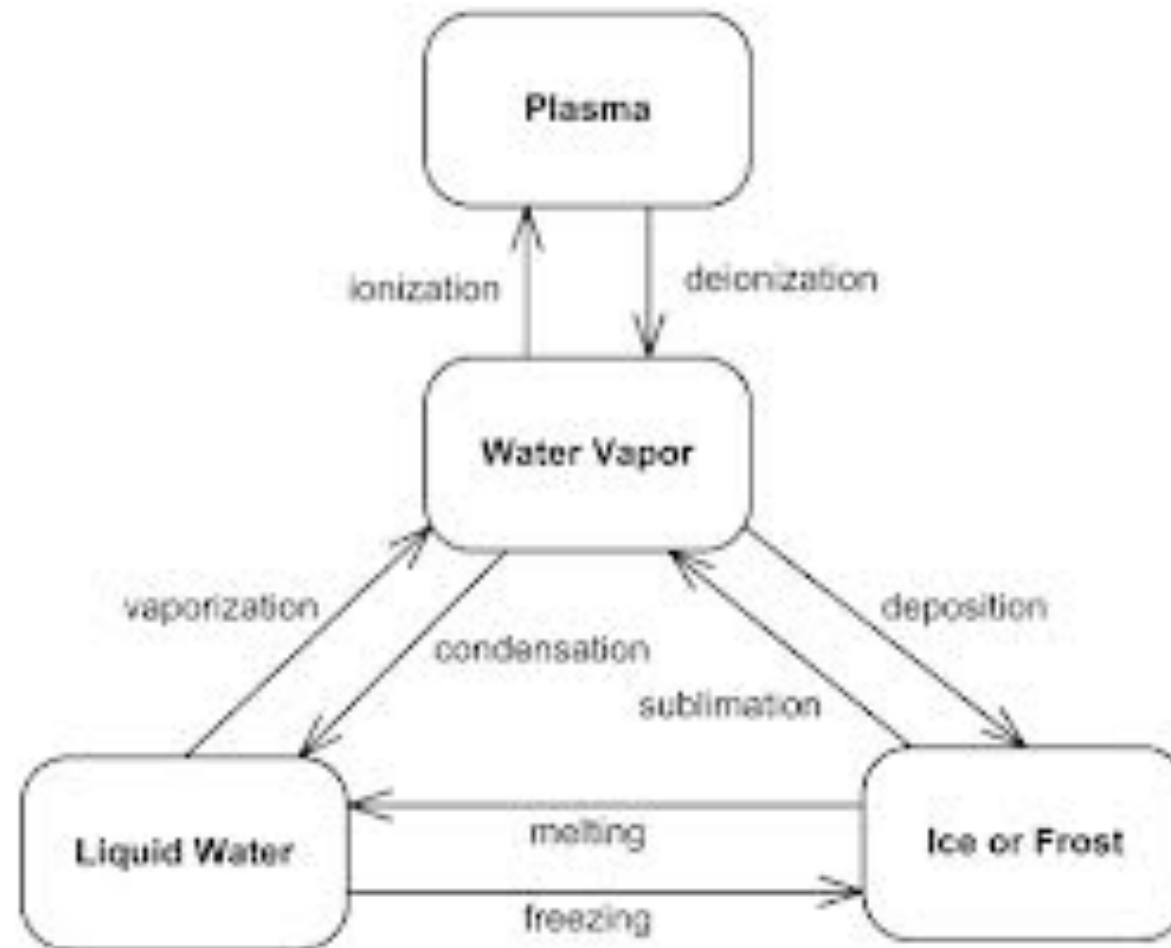 Plasma
ionization
deionization
Water Vapor
vaporization
condensation
deposition
sublimation
Liquid Water
melting
Ice or Frost
freezing